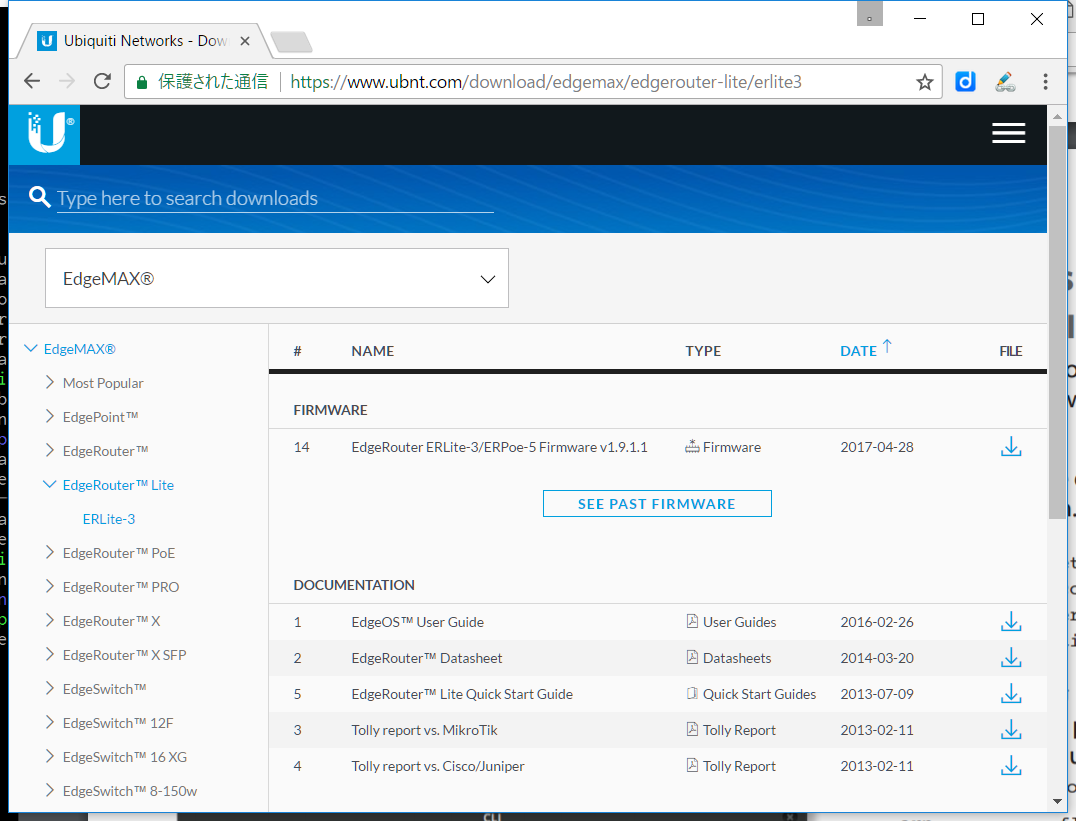 Ubiquiti Networks - Dow
保護された通信 https://www.ubnt.com/download/edgemax/edgerouter-lite/erlite3
U®
Type here to search downloads
EdgeMAX®
EdgeMAX®
Most Popular
EdgePoint™
EdgeRouter™
EdgeRouter™ Lite
ERLite-3
EdgeRouter™ PoE
EdgeRouter™ PRO
EdgeRouter™ X
EdgeRouter™ X SFP
EdgeSwitch™
EdgeSwitch™ 12F
EdgeSwitch™ 16 XG
EdgeSwitch™ 8-150w
# NAME TYPE DATE FILE
FIRMWARE
14 EdgeRouter ERLite-3/ERPoe-5 Firmware v1.9.1.1 Firmware 2017-04-28
SEE PAST FIRMWARE
DOCUMENTATION
1 EdgeOS™ User Guide User Guides 2016-02-26
2 EdgeRouter™ Datasheet Datasheets 2014-03-20
5 EdgeRouter™ Lite Quick Start Guide Quick Start Guides 2013-07-09
3 Tolly report vs. MikroTik Tolly Report 2013-02-11
4 Tolly report vs. Cisco/Juniper Tolly Report 2013-02-11